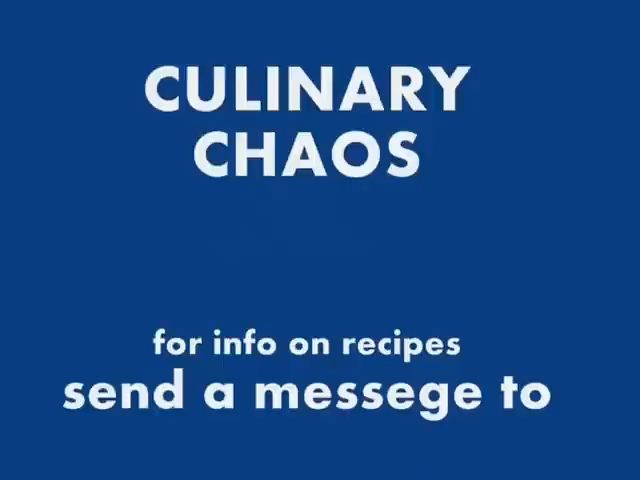 CULINARY
CHAOS
for info on recipes
send a messege to